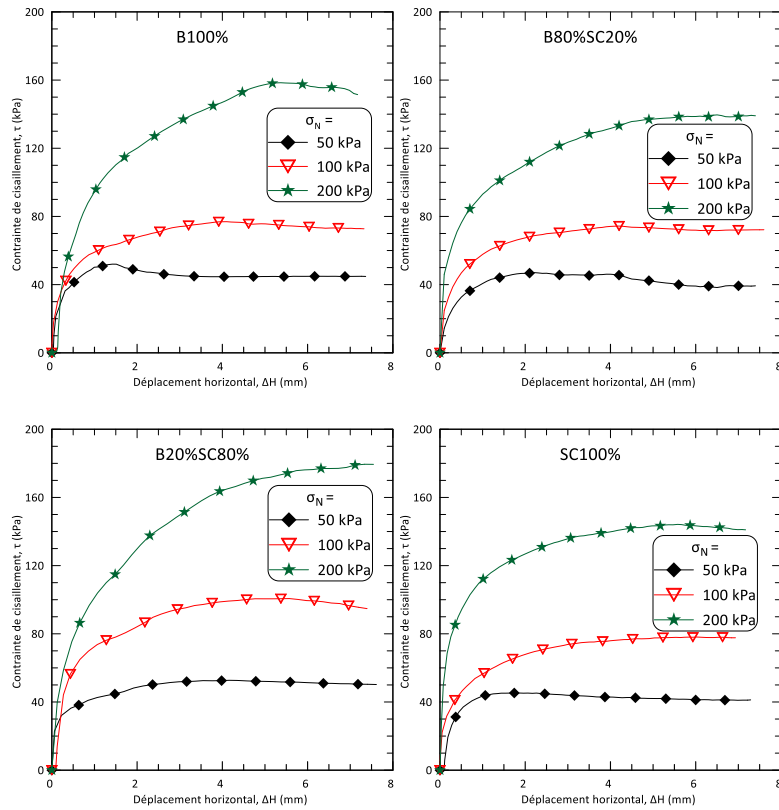 B100%
200
160
120
80
40
0
Contrainte de cisaillement, τ (kPa)
σN =
50 kPa
100 kPa
200 kPa
0 2 4 6 8
Déplacement horizontal, ΔH (mm)
B80%SC20%
200
160
120
80
40
0
Contrainte de cisaillement, τ (kPa)
σN =
50 kPa
100 kPa
200 kPa
0 2 4 6 8
Déplacement horizontal, ΔH (mm)
B20%SC80%
200
160
120
80
40
0
Contrainte de cisaillement, τ (kPa)
σN =
50 kPa
100 kPa
200 kPa
0 2 4 6 8
Déplacement horizontal, ΔH (mm)
SC100%
200
160
120
80
40
0
Contrainte de cisaillement, τ (kPa)
σN =
50 kPa
100 kPa
200 kPa
0 2 4 6 8
Déplacement horizontal, ΔH (mm)